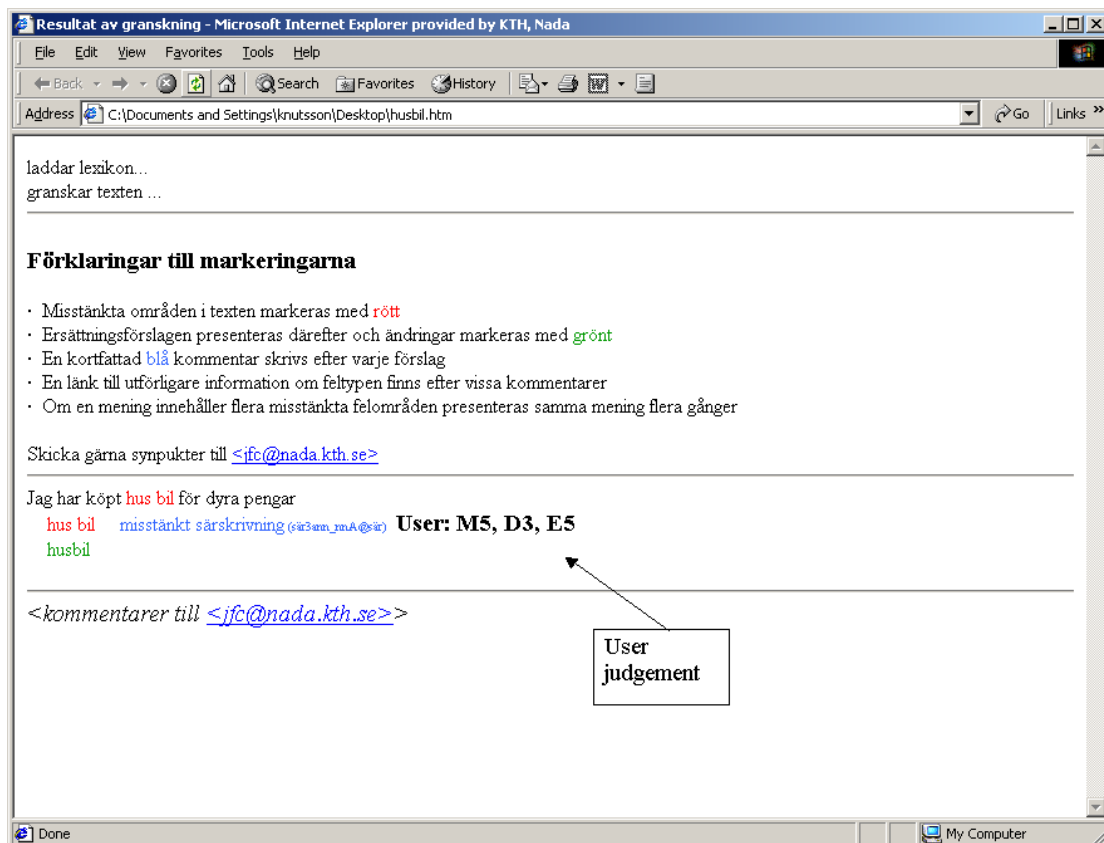 Resultat av granskning - Microsoft Internet Explorer provided by KTH, Nada
File Edit View Favorites Tools Help
Back Search Favorites History
Address C:\Documents and Settings\knutsson\Desktop\husbil.htm Go Links »
laddar lexikon...
granskar texten ...
Förklaringar till markeringarna
· Misstänkta områden i texten markeras med rött
· Ersättningsförslagen presenteras därefter och ändringar markeras med grönt
· En kortfattad blå kommentar skrivs efter varje förslag
· En länk till utförligare information om feltypen finns efter vissa kommentarer
· Om en mening innehåller flera misstänkta felområden presenteras samma mening flera gånger
Skicka gärna synpukter till <jfc@nada.kth.se>
Jag har köpt hus bil för dyra pengar
hus bil misstänkt särskrivning User: M5, D3, E5
husbil
<kommentarer till <jfc@nada.kth.se>>
User
judgement
Done My Computer